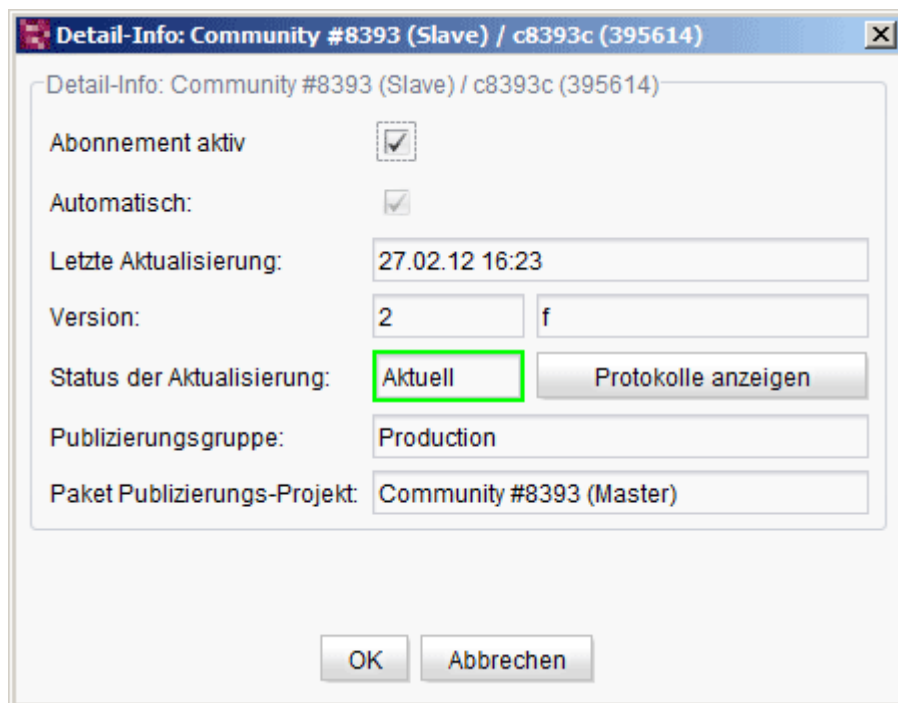 Detail-Info: Community #8393 (Slave) / c8393c (395614)
Detail-Info: Community #8393 (Slave) / c8393c (395614)
Abonnement aktiv
Automatisch:
Letzte Aktualisierung: 27.02.12 16:23
Version: 2 f
Status der Aktualisierung: Aktuell Protokolle anzeigen
Publizierungsgruppe: Production
Paket Publizierungs-Projekt: Community #8393 (Master)
OK Abbrechen